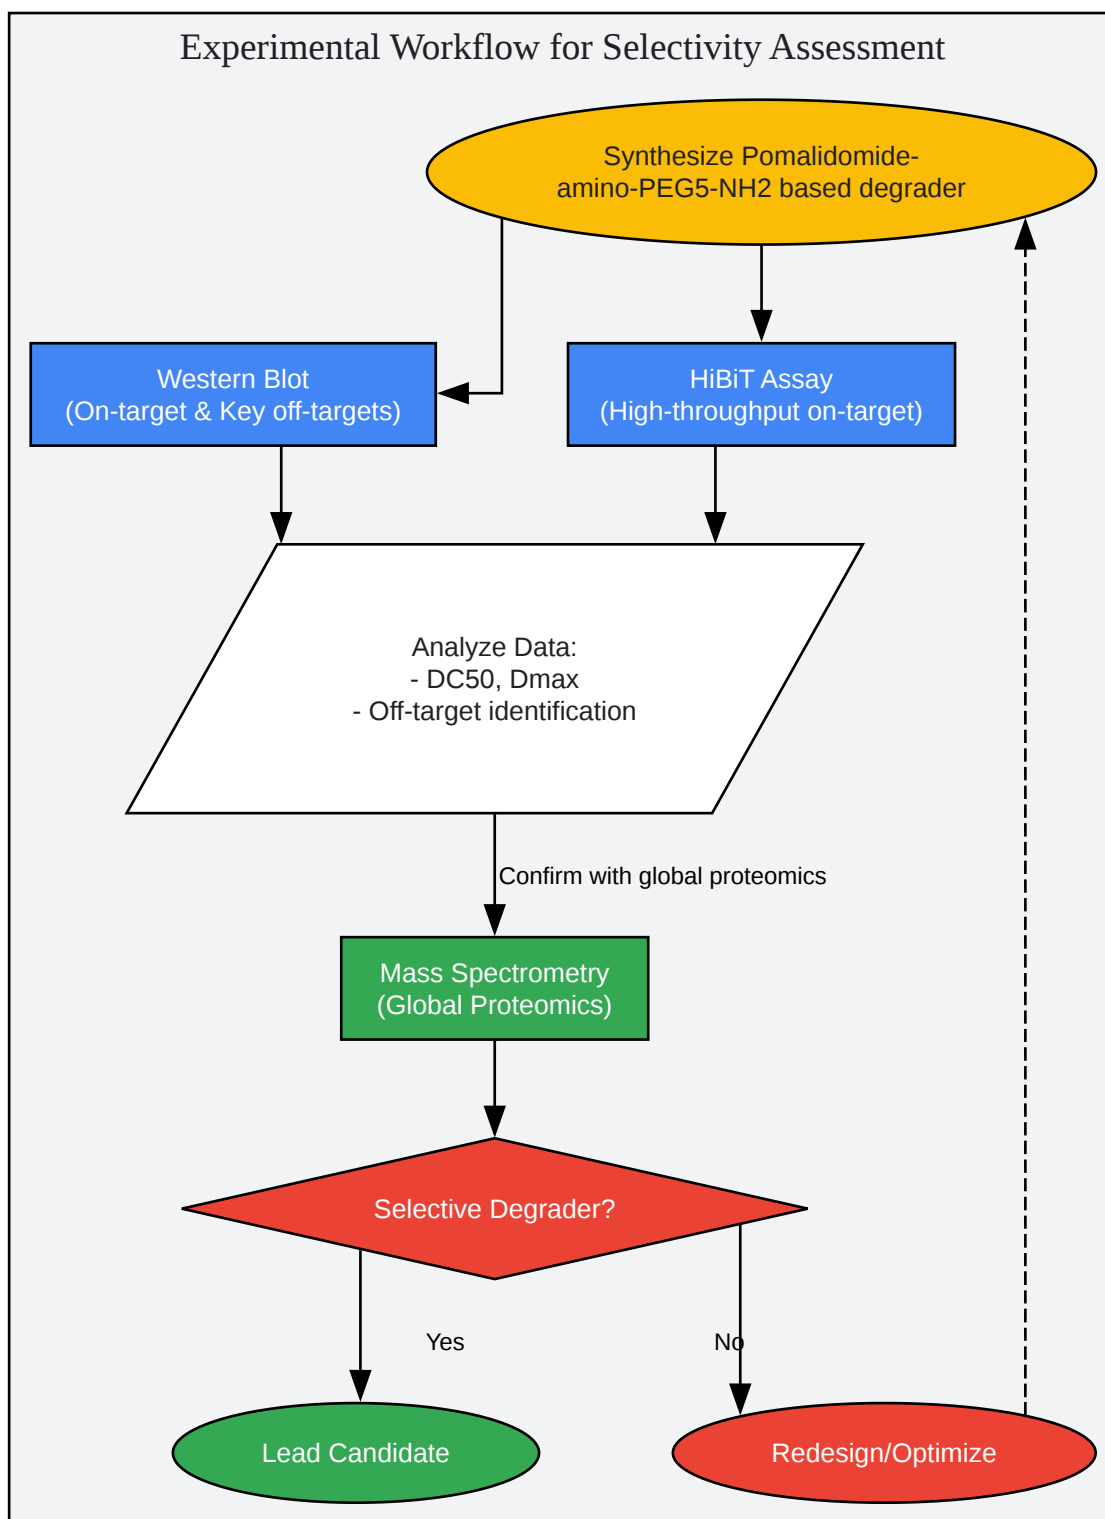 Experimental Workflow for Selectivity Assessment
Synthesize Pomalidomide-
amino-PEG5-NH2 based degrader
Western Blot
(On-target & Key off-targets)
HiBiT Assay
(High-throughput on-target)
Analyze Data:
- DC50, Dmax
- Off-target identification
Confirm with global proteomics
Mass Spectrometry
(Global Proteomics)
Selective Degrader?
Yes
No
Lead Candidate
Redesign/Optimize